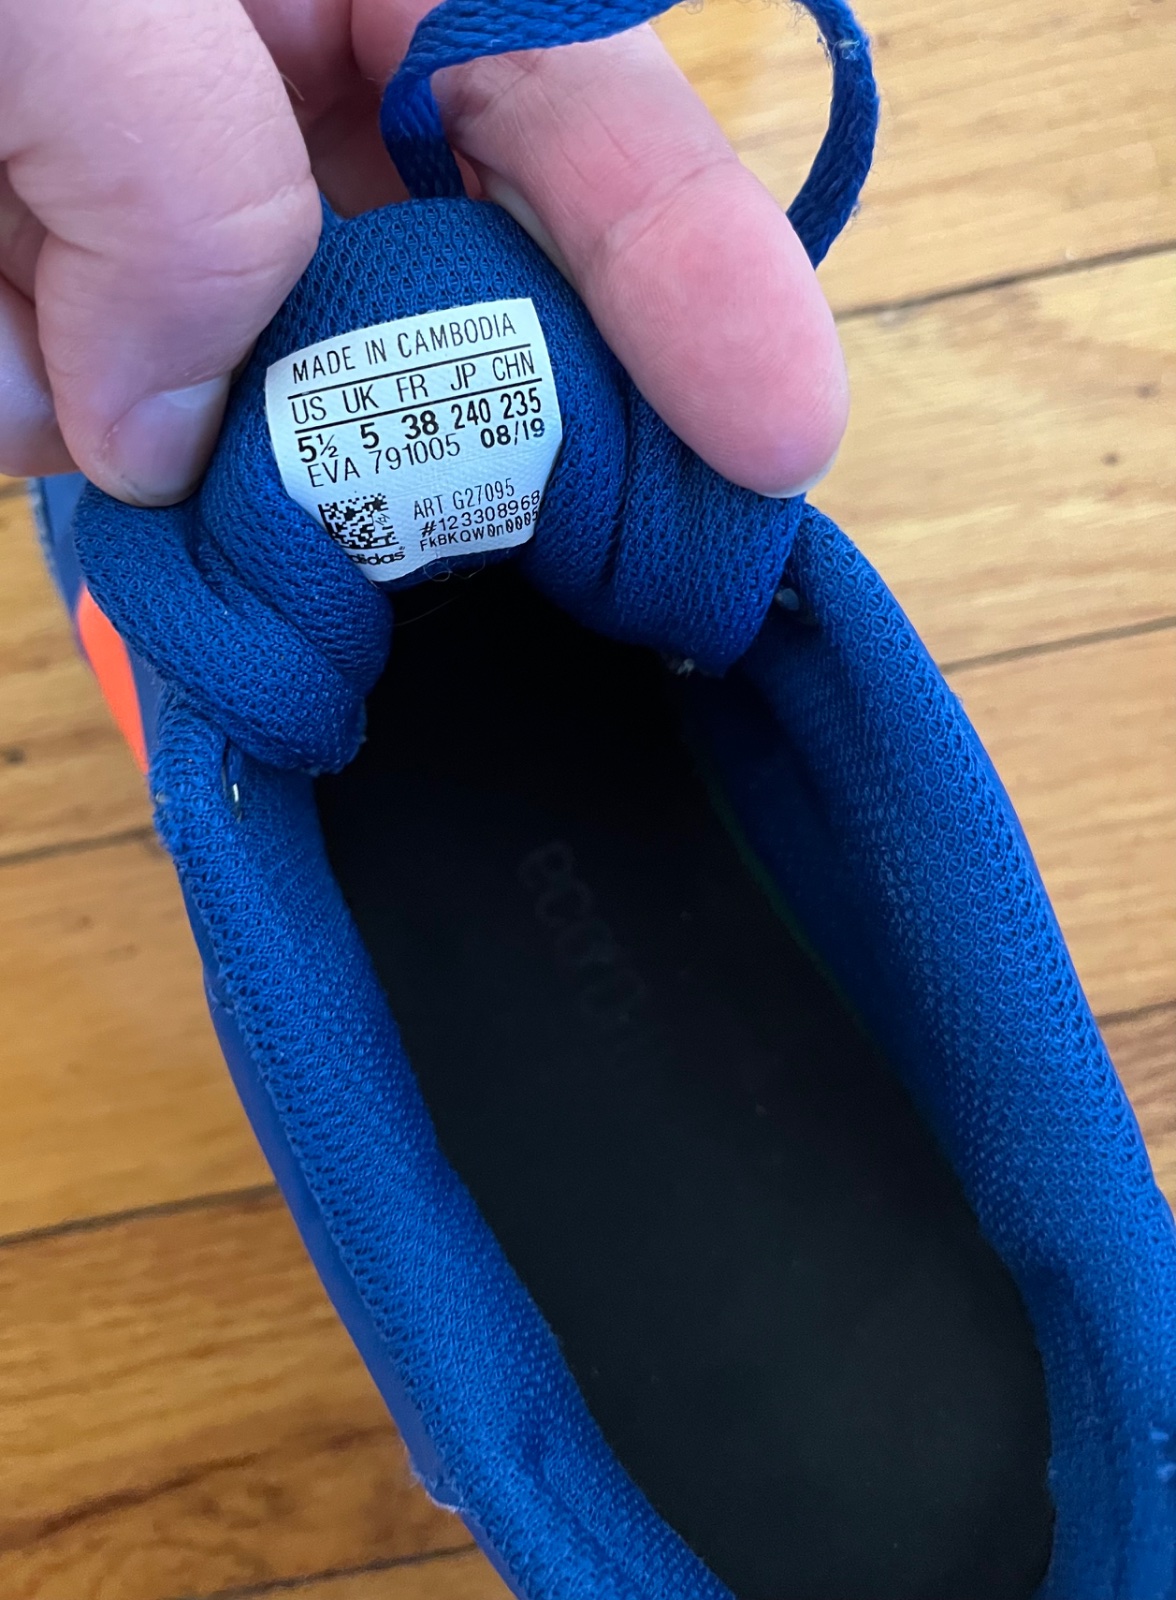 MADE IN CAMBODIA
US UK FR JP CHN
5½ 5 38 240 235
EVA 791005 08/19
ART G27095
#123308968
FkBKQW0n0005
adidas